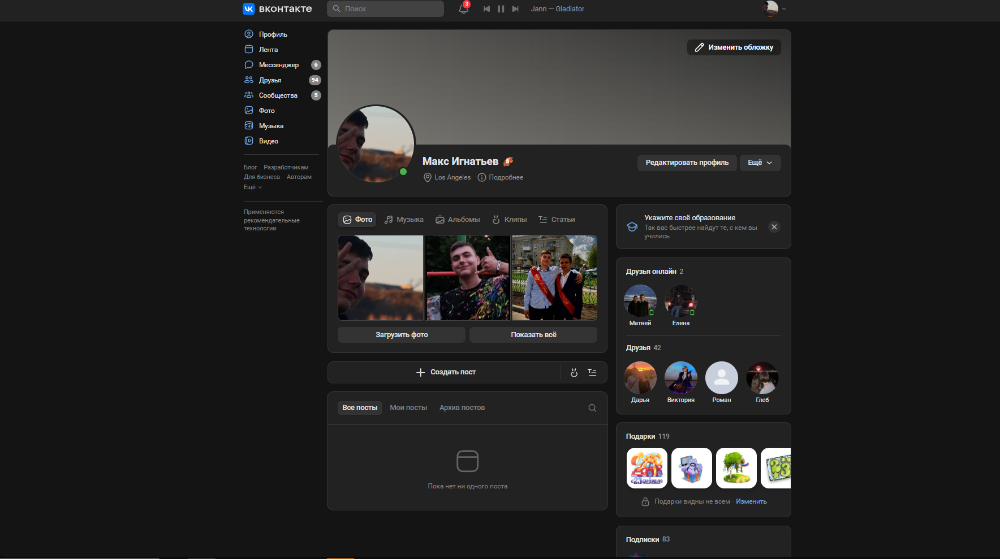 вконтакте
Поиск
3
Jann — Gladiator
Профиль
Лента
Мессенджер 6
Друзья 94
Сообщества 5
Фото
Музыка
Видео
Блог Разработчикам
Для бизнеса Авторам
Ещё
Применяются
рекомендательные
технологии
Изменить обложку
Макс Игнатьев
Los Angeles Подробнее
Редактировать профиль Ещё
Фото Музыка Альбомы Клипы Статьи
Загрузить фото Показать всё
Создать пост
Все посты Мои посты Архив постов
Пока нет ни одного поста
Укажите своё образование
Так вас быстрее найдут те, с кем вы
учились
Друзья онлайн 2
Матвей Елена
Друзья 42
Дарья Виктория Роман Глеб
Подарки 119
с 23 февраля
23
Подарки видны не всем · Изменить
Подписки 83